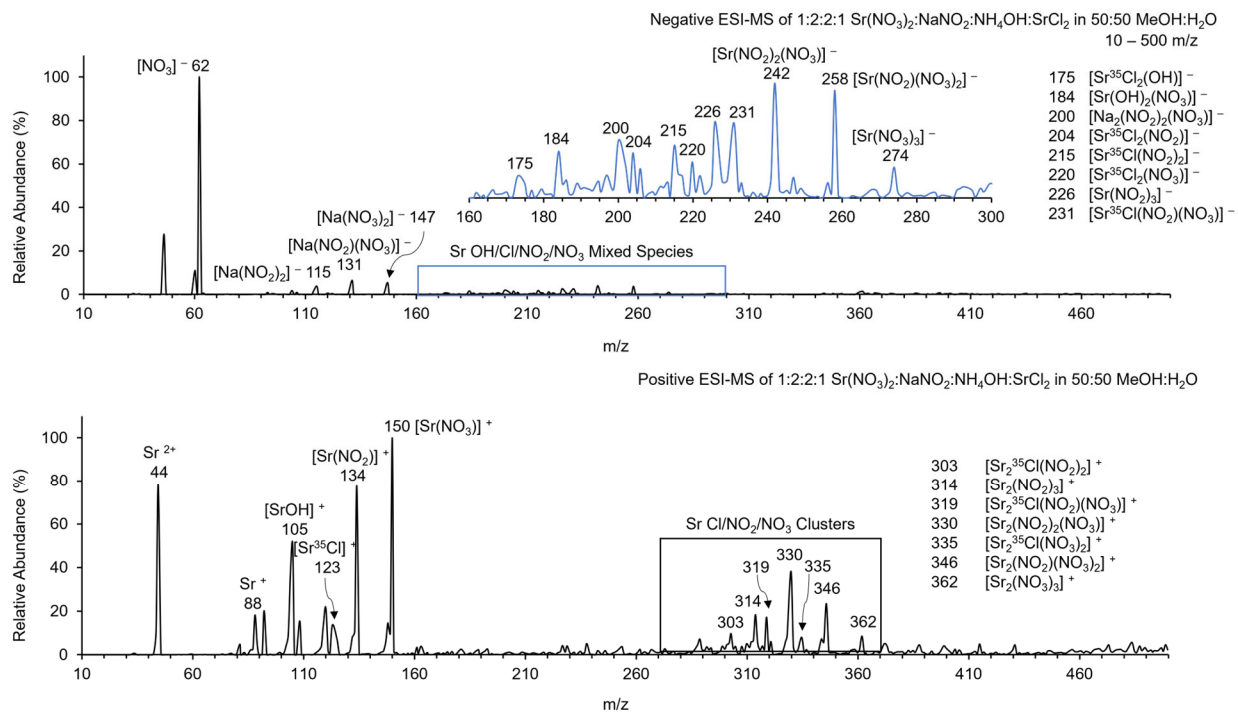 Negative ESI-MS of 1:2:2:1 Sr(NO₃)₂:NaNO₂:NH₄OH:SrCl₂ in 50:50 MeOH:H₂O
10 – 500 m/z
Relative Abundance (%)
100
80
60
40
20
0
[NO₃]⁻ 62
[Na(NO₂)₂]⁻ 115
[Na(NO₂)(NO₃)]⁻
131
[Na(NO₃)₂]⁻ 147
Sr OH/Cl/NO₂/NO₃ Mixed Species
[Sr(NO₂)₂(NO₃)]⁻
242
258 [Sr(NO₂)(NO₃)₂]⁻
[Sr(NO₃)₃]⁻
274
175
184
200
204
215
220
226
231
160 180 200 220 240 260 280 300
175 [Sr³⁵Cl₂(OH)]⁻
184 [Sr(OH)₂(NO₃)]⁻
200 [Na₂(NO₂)₂(NO₃)]⁻
204 [Sr³⁵Cl₂(NO₂)]⁻
215 [Sr³⁵Cl(NO₂)₂]⁻
220 [Sr³⁵Cl₂(NO₃)]⁻
226 [Sr(NO₂)₃]⁻
231 [Sr³⁵Cl(NO₂)(NO₃)]⁻
10 60 110 160 210 260 310 360 410 460
m/z
Positive ESI-MS of 1:2:2:1 Sr(NO₃)₂:NaNO₂:NH₄OH:SrCl₂ in 50:50 MeOH:H₂O
Relative Abundance (%)
100
80
60
40
20
0
Sr ²⁺
44
Sr ⁺
88
[SrOH]⁺
105
[Sr³⁵Cl]⁺
123
[Sr(NO₂)]⁺
134
150 [Sr(NO₃)]⁺
Sr Cl/NO₂/NO₃ Clusters
303
314
319
330
335
346
362
303 [Sr₂³⁵Cl(NO₂)₂]⁺
314 [Sr₂(NO₂)₃]⁺
319 [Sr₂³⁵Cl(NO₂)(NO₃)]⁺
330 [Sr₂(NO₂)₂(NO₃)]⁺
335 [Sr₂³⁵Cl(NO₃)₂]⁺
346 [Sr₂(NO₂)(NO₃)₂]⁺
362 [Sr₂(NO₃)₃]⁺
10 60 110 160 210 260 310 360 410 460
m/z